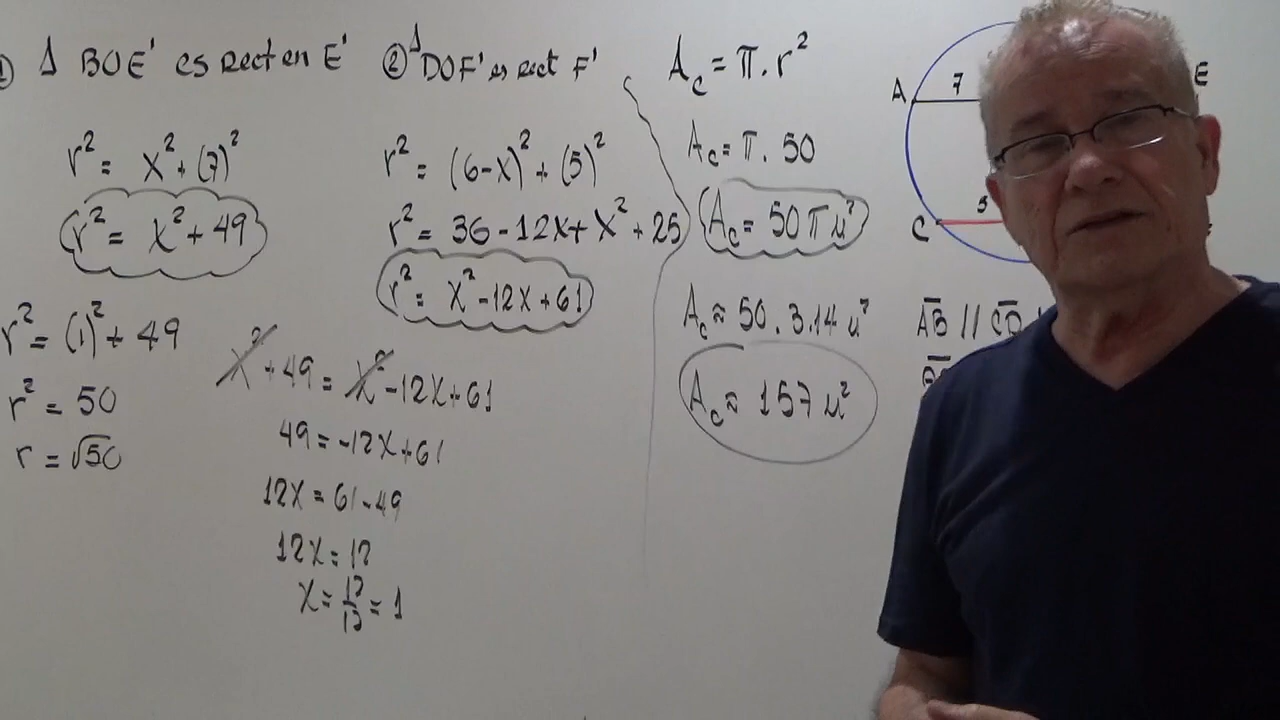 1) Δ BOE' es Rect en E'
r² = x² + (7)²
r² = x² + 49
r² = (1)² + 49
r² = 50
r = √50
② Δ DOF' es Rect F'
r² = (6-x)² + (5)²
r² = 36 - 12x + x² + 25
r² = x² - 12x + 61
x² + 49 = x² - 12x + 61
49 = -12x + 61
12x = 61 - 49
12x = 12
x = 12/12 = 1
Ac = π . r²
Ac = π . 50
Ac = 50 π u²
Ac ≈ 50 . 3.14 u²
Ac ≈ 157 u²
A 7 E
C 5
AB // CD